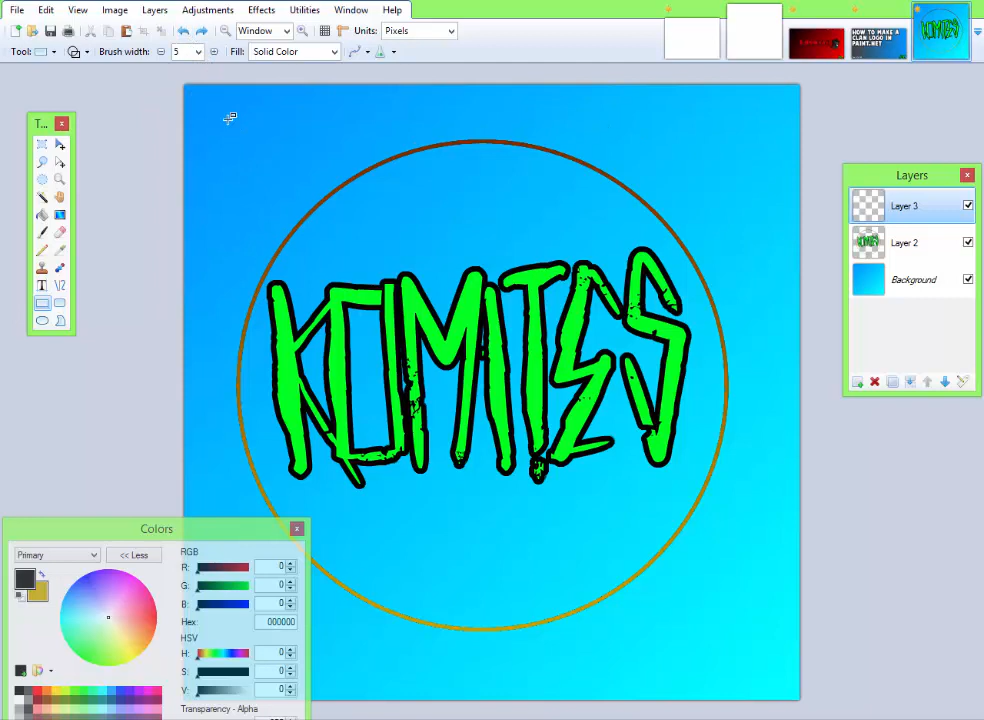 File Edit View Image Layers Adjustments Effects Utilities Window Help
Window Units: Pixels
Tool: Brush width: 5 Fill: Solid Color
HOW TO MAKE A
CLAN LOGO IN
PAINT.NET
KOMITES
T...
KOMITES
Layers
Layer 3
Layer 2
Background
Colors
Primary << Less
RGB
R: 0
G: 0
B: 0
Hex: 000000
HSV
H: 0
S: 0
V: 0
Transparency - Alpha